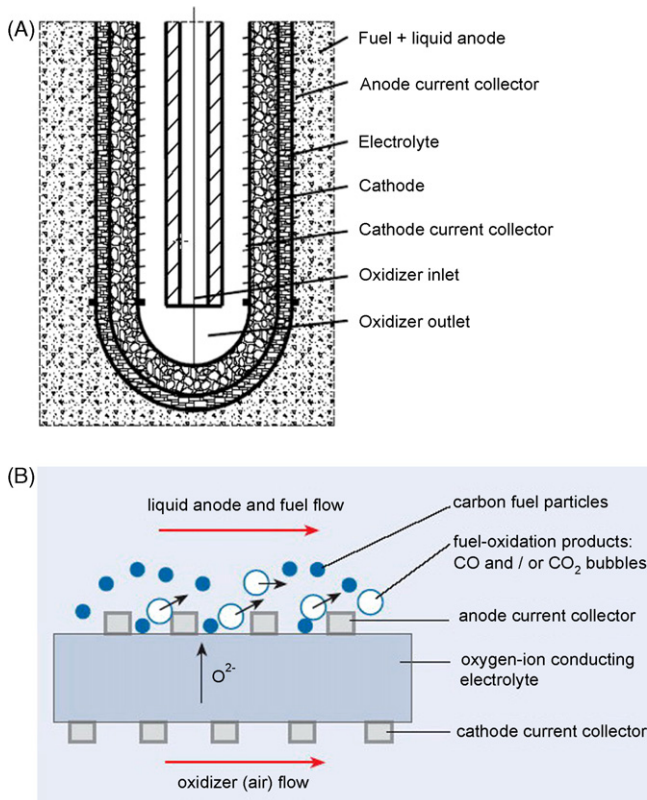 (A)
Fuel + liquid anode
Anode current collector
Electrolyte
Cathode
Cathode current collector
Oxidizer inlet
Oxidizer outlet
(B)
liquid anode and fuel flow
carbon fuel particles
fuel-oxidation products:
CO and / or CO2 bubbles
anode current collector
oxygen-ion conducting
electrolyte
O2-
cathode current collector
oxidizer (air) flow